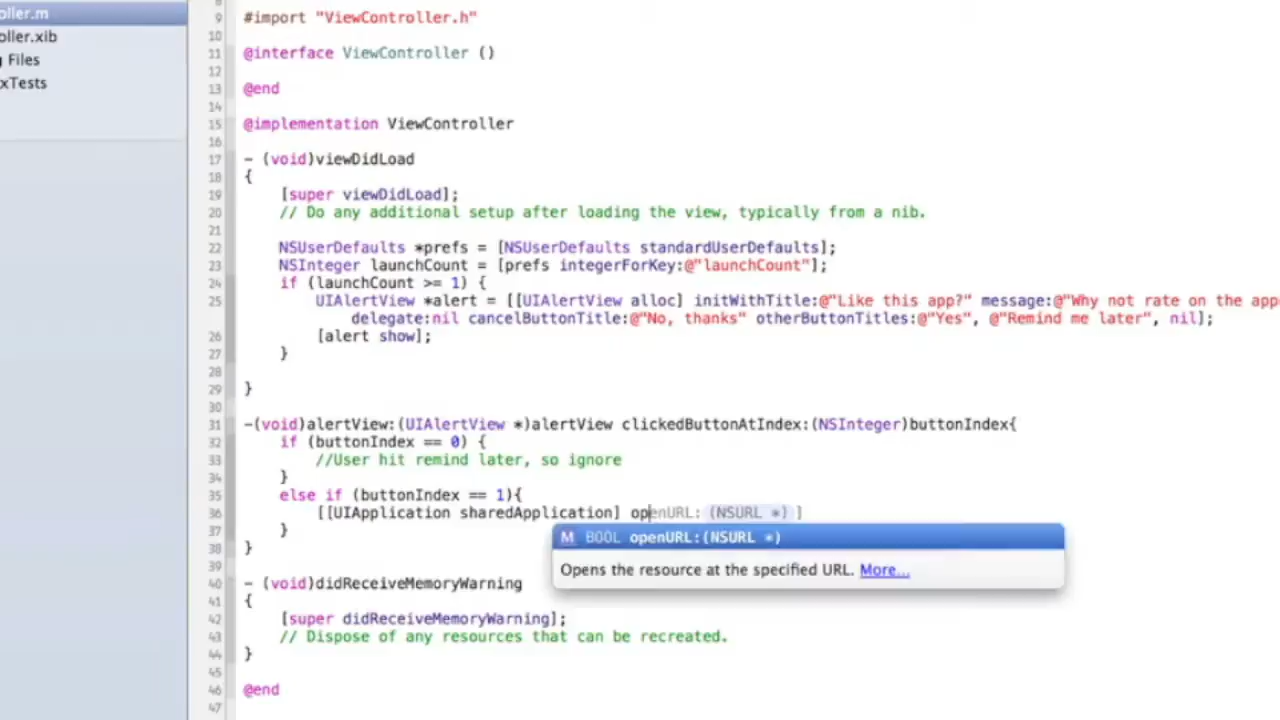 oller.m
oller.xib
g Files
xTests
8
9 #import "ViewController.h"
10
11 @interface ViewController ()
12
13 @end
14
15 @implementation ViewController
16
17 - (void)viewDidLoad
18 {
19 [super viewDidLoad];
20 // Do any additional setup after loading the view, typically from a nib.
21
22 NSUserDefaults *prefs = [NSUserDefaults standardUserDefaults];
23 NSInteger launchCount = [prefs integerForKey:@"launchCount"];
24 if (launchCount >= 1) {
25 UIAlertView *alert = [[UIAlertView alloc] initWithTitle:@"Like this app?" message:@"Why not rate on the app
delegate:nil cancelButtonTitle:@"No, thanks" otherButtonTitles:@"Yes", @"Remind me later", nil];
26 [alert show];
27 }
28
29 }
30
31 -(void)alertView:(UIAlertView *)alertView clickedButtonAtIndex:(NSInteger)buttonIndex{
32 if (buttonIndex == 0) {
33 //User hit remind later, so ignore
34 }
35 else if (buttonIndex == 1){
36 [[UIApplication sharedApplication] openURL:(NSURL *)]
37 }
M BOOL openURL:(NSURL *)
38 }
39
Opens the resource at the specified URL. More...
40 - (void)didReceiveMemoryWarning
41 {
42 [super didReceiveMemoryWarning];
43 // Dispose of any resources that can be recreated.
44 }
45
46 @end
47